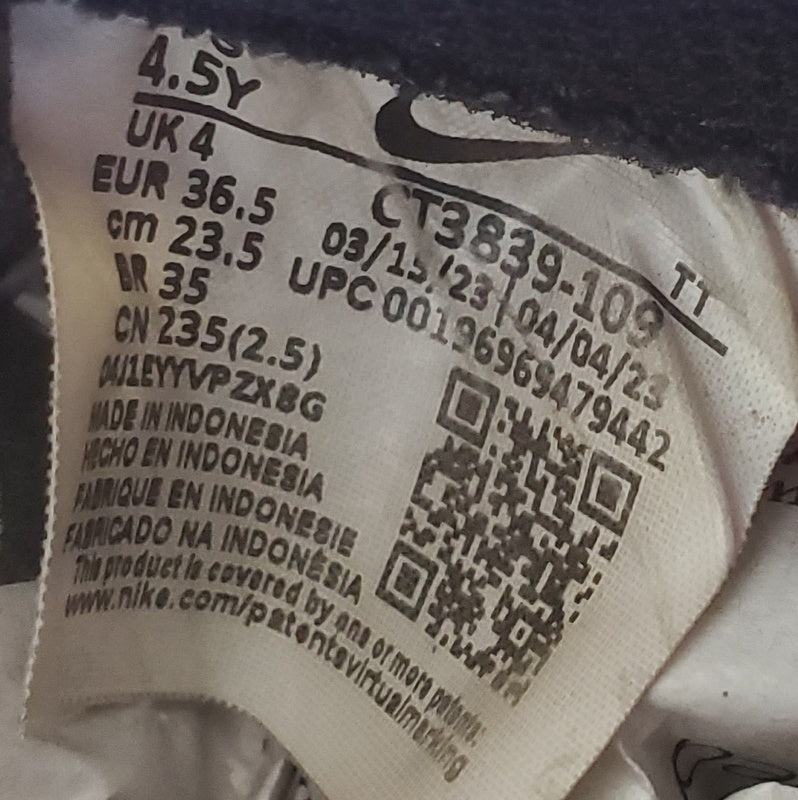 4.5Y
UK 4
EUR 36.5
cm 23.5
BR 35
CN 235(2.5)
04J1EYYVPZX8G
MADE IN INDONESIA
HECHO EN INDONESIA
FABRIQUE EN INDONESIE
FABRICADO NA INDONÉSIA
This product is covered by one or more patents.
www.nike.com/patentsvirtualmarking
CT3839-109 T1
03/15/23 | 04/04/23
UPC 00196969479442